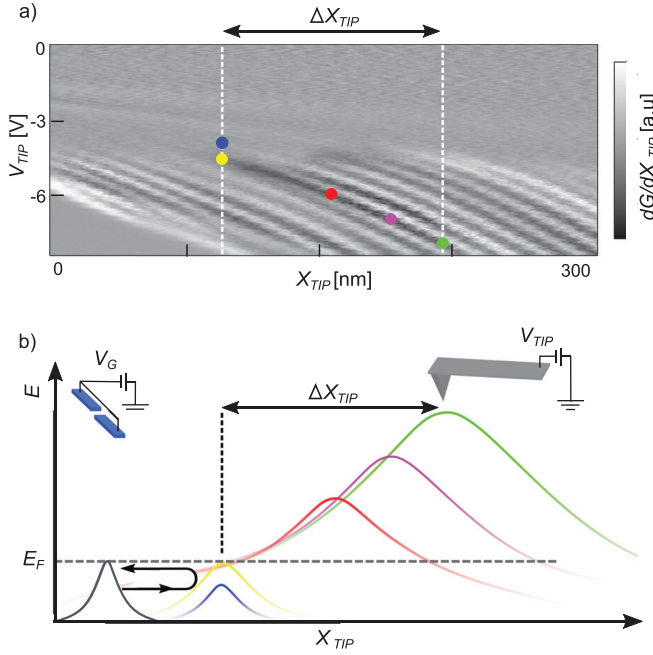 a)
ΔX_TIP
0
-3
-6
V_TIP [V]
0
300
X_TIP [nm]
dG/dX_TIP [a.u]
b)
V_G
V_TIP
E
ΔX_TIP
E_F
X_TIP